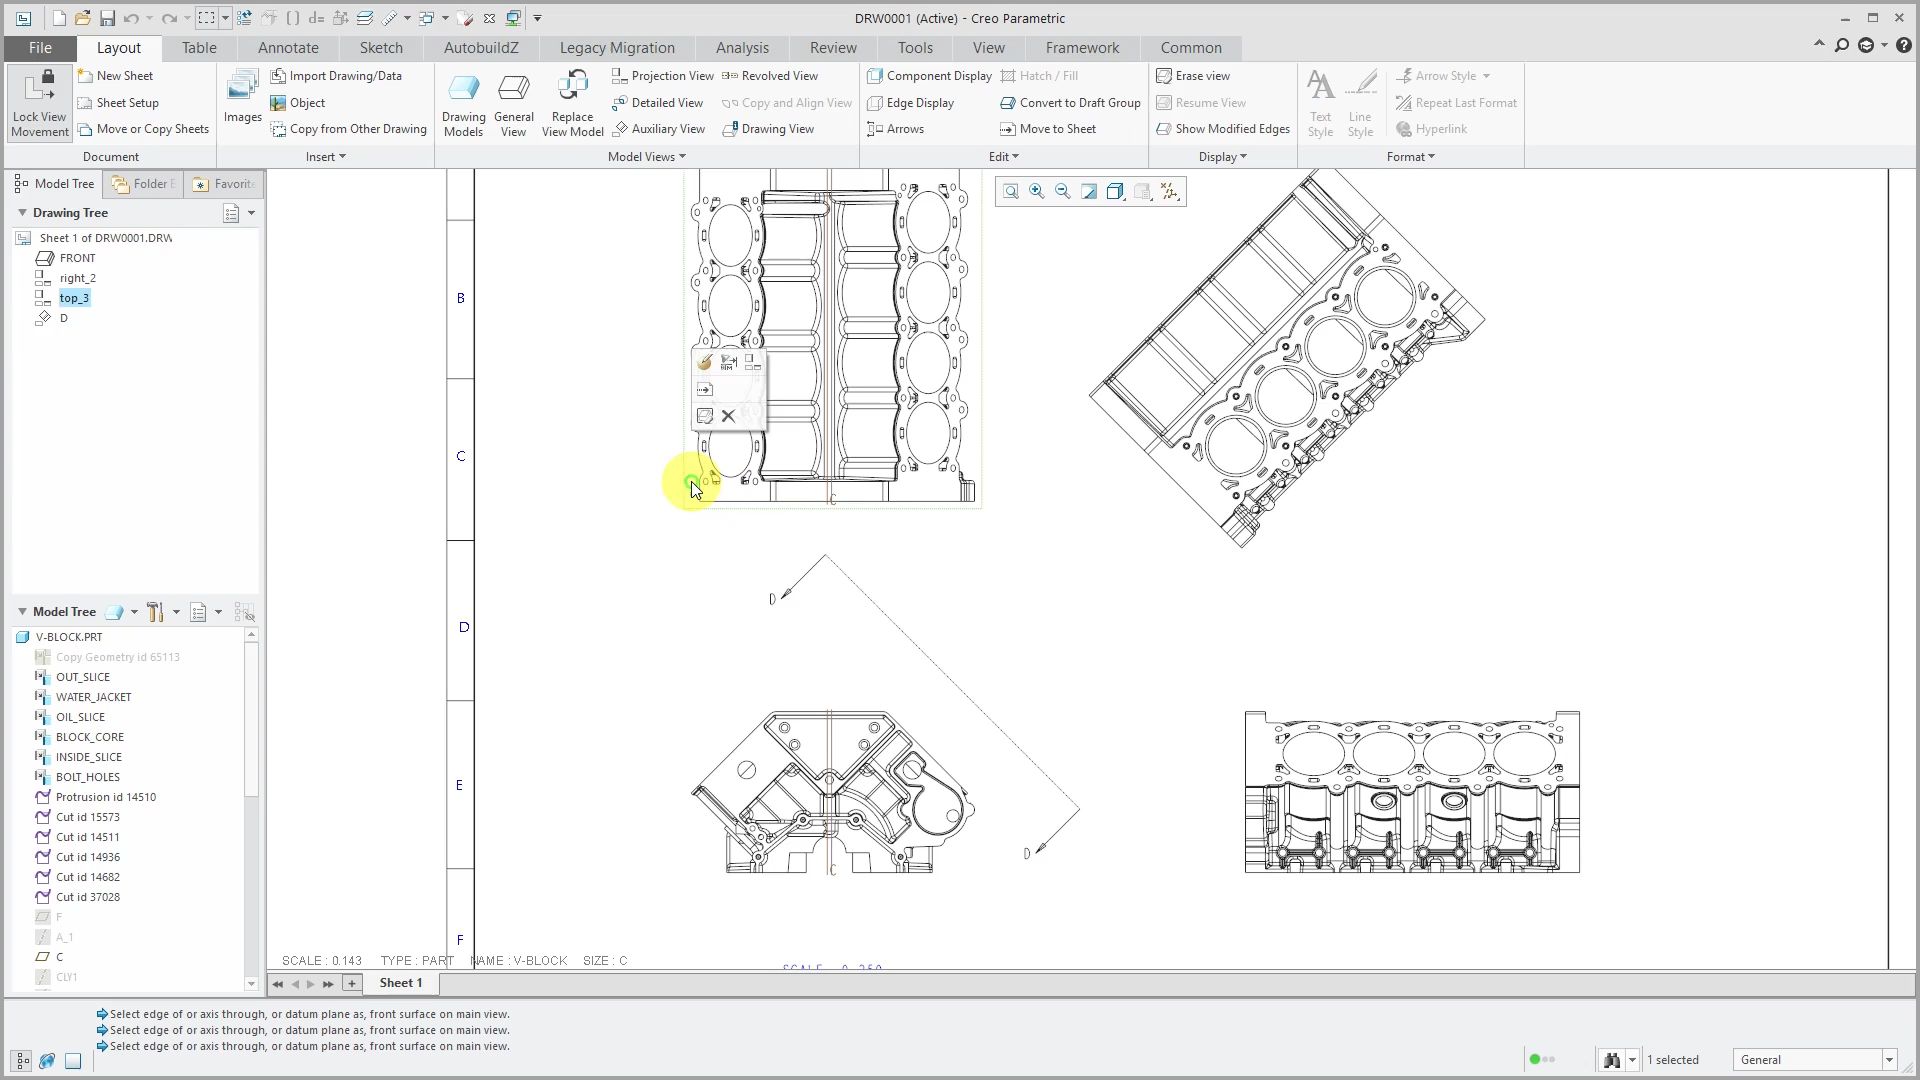 DRW0001 (Active) - Creo Parametric
File Layout Table Annotate Sketch AutobuildZ Legacy Migration Analysis Review Tools View Framework Common
Lock View Movement
New Sheet
Sheet Setup
Move or Copy Sheets
Document
Images
Import Drawing/Data
Object
Copy from Other Drawing
Insert
Drawing Models
General View
Replace View Model
Projection View
Detailed View
Auxiliary View
Revolved View
Copy and Align View
Drawing View
Model Views
Component Display
Edge Display
Arrows
Hatch / Fill
Convert to Draft Group
Move to Sheet
Edit
Erase view
Resume View
Show Modified Edges
Display
Text Style
Line Style
Arrow Style
Repeat Last Format
Hyperlink
Format
Model Tree Folder Favorit
Drawing Tree
Sheet 1 of DRW0001.DRW
FRONT
right_2
top_3
D
Model Tree
V-BLOCK.PRT
Copy Geometry id 65113
OUT_SLICE
WATER_JACKET
OIL_SLICE
BLOCK_CORE
INSIDE_SLICE
BOLT_HOLES
Protrusion id 14510
Cut id 15573
Cut id 14511
Cut id 14936
Cut id 14682
Cut id 37028
F
A_1
C
CLY1
B
C
D
E
F
C
D
D
C
SCALE : 0.143 TYPE : PART NAME : V-BLOCK SIZE : C
SCALE 0.250
Sheet 1
Select edge of or axis through, or datum plane as, front surface on main view.
Select edge of or axis through, or datum plane as, front surface on main view.
Select edge of or axis through, or datum plane as, front surface on main view.
1 selected
General